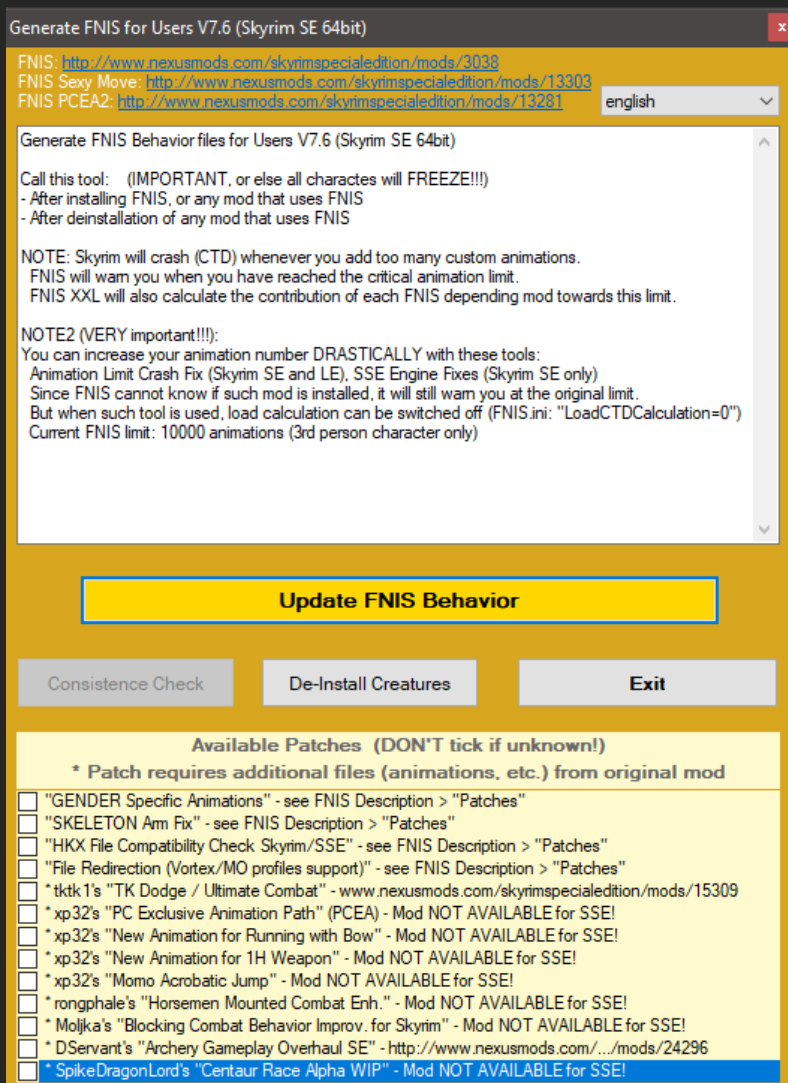 Generate FNIS for Users V7.6 (Skyrim SE 64bit)
x
FNIS: http://www.nexusmods.com/skyrimspecialedition/mods/3038
FNIS Sexy Move: http://www.nexusmods.com/skyrimspecialedition/mods/13303
FNIS PCEA2: http://www.nexusmods.com/skyrimspecialedition/mods/13281
english
Generate FNIS Behavior files for Users V7.6 (Skyrim SE 64bit)
Call this tool: (IMPORTANT, or else all charactes will FREEZE!!!)
- After installing FNIS, or any mod that uses FNIS
- After deinstallation of any mod that uses FNIS
NOTE: Skyrim will crash (CTD) whenever you add too many custom animations.
FNIS will warn you when you have reached the critical animation limit.
FNIS XXL will also calculate the contribution of each FNIS depending mod towards this limit.
NOTE2 (VERY important!!!):
You can increase your animation number DRASTICALLY with these tools:
Animation Limit Crash Fix (Skyrim SE and LE), SSE Engine Fixes (Skyrim SE only)
Since FNIS cannot know if such mod is installed, it will still warn you at the original limit.
But when such tool is used, load calculation can be switched off (FNIS.ini: "LoadCTDCalculation=0")
Current FNIS limit: 10000 animations (3rd person character only)
Update FNIS Behavior
Consistence Check
De-Install Creatures
Exit
Available Patches (DON'T tick if unknown!)
* Patch requires additional files (animations, etc.) from original mod
"GENDER Specific Animations" - see FNIS Description > "Patches"
"SKELETON Arm Fix" - see FNIS Description > "Patches"
"HKX File Compatibility Check Skyrim/SSE" - see FNIS Description > "Patches"
"File Redirection (Vortex/MO profiles support)" - see FNIS Description > "Patches"
* tktk1's "TK Dodge / Ultimate Combat" - www.nexusmods.com/skyrimspecialedition/mods/15309
* xp32's "PC Exclusive Animation Path" (PCEA) - Mod NOT AVAILABLE for SSE!
* xp32's "New Animation for Running with Bow" - Mod NOT AVAILABLE for SSE!
* xp32's "New Animation for 1H Weapon" - Mod NOT AVAILABLE for SSE!
* xp32's "Momo Acrobatic Jump" - Mod NOT AVAILABLE for SSE!
* rongphale's "Horsemen Mounted Combat Enh." - Mod NOT AVAILABLE for SSE!
* Moljka's "Blocking Combat Behavior Improv. for Skyrim" - Mod NOT AVAILABLE for SSE!
* DServant's "Archery Gameplay Overhaul SE" - http://www.nexusmods.com/.../mods/24296
* SpikeDragonLord's "Centaur Race Alpha WIP" - Mod NOT AVAILABLE for SSE!